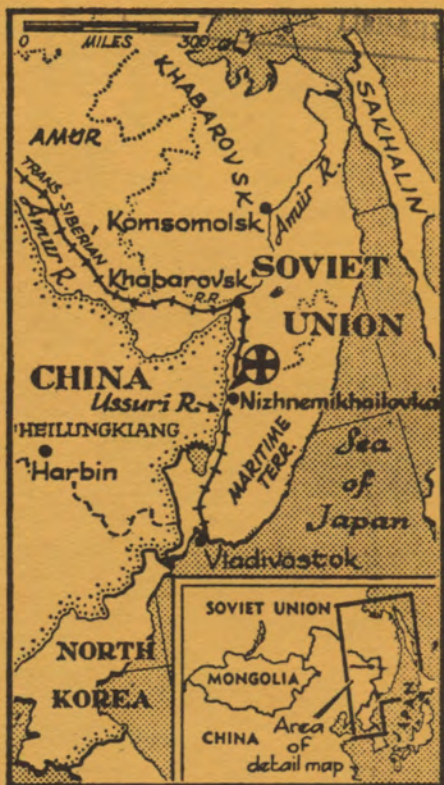 0 MILES 300
KHABAROVSK
SAKHALIN
AMUR
TRANS-SIBERIAN
Amur R.
Amur R.
Komsomolsk
Khabarovsk
R.R.
SOVIET
UNION
CHINA
Ussuri R.
Nizhnemikhailovka
HEILUNGKIANG
Harbin
MARITIME
TERR.
Sea
of
Japan
Vladivostok
NORTH
KOREA
SOVIET UNION
MONGOLIA
CHINA
Area
of
detail map
JAPAN